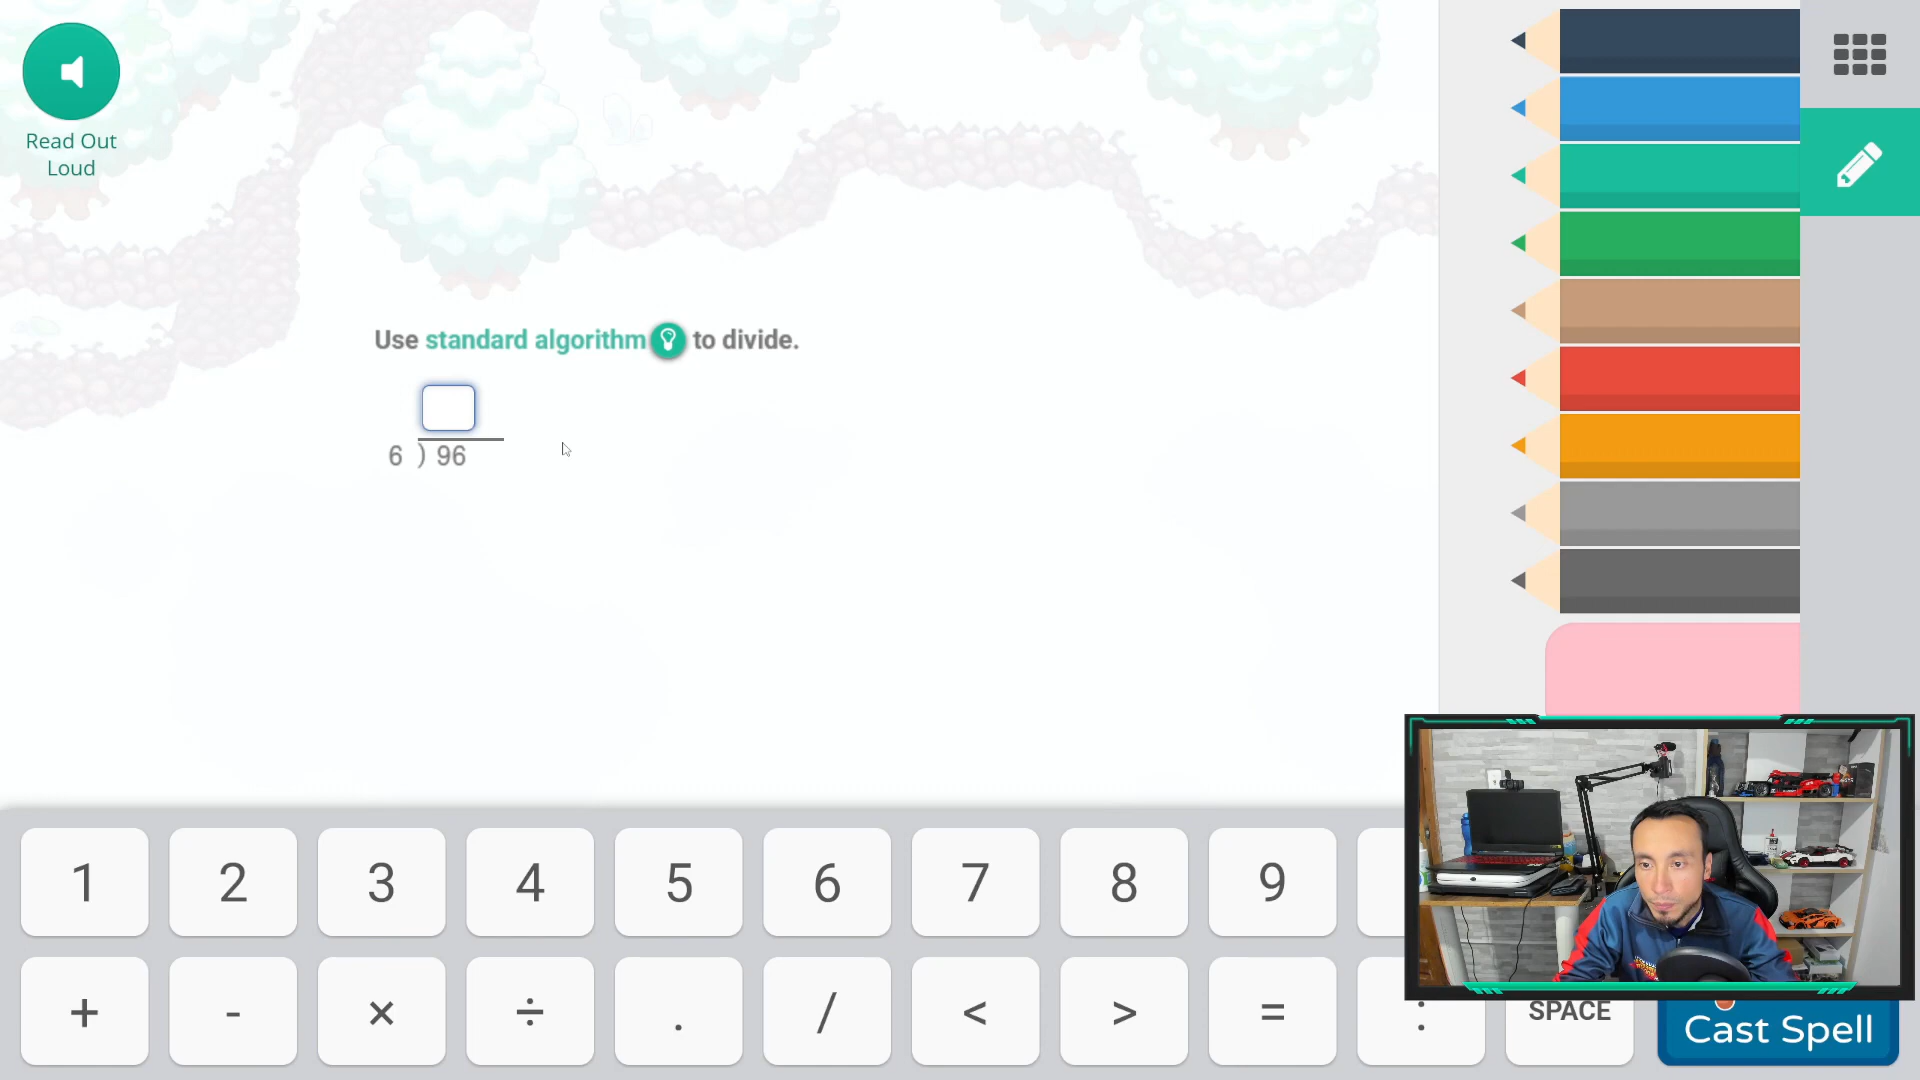 Read Out
Loud
Use standard algorithm to divide.
6 ) 96
1 2 3 4 5 6 7 8 9
+ - × ÷ . / < > = : SPACE
Cast Spell